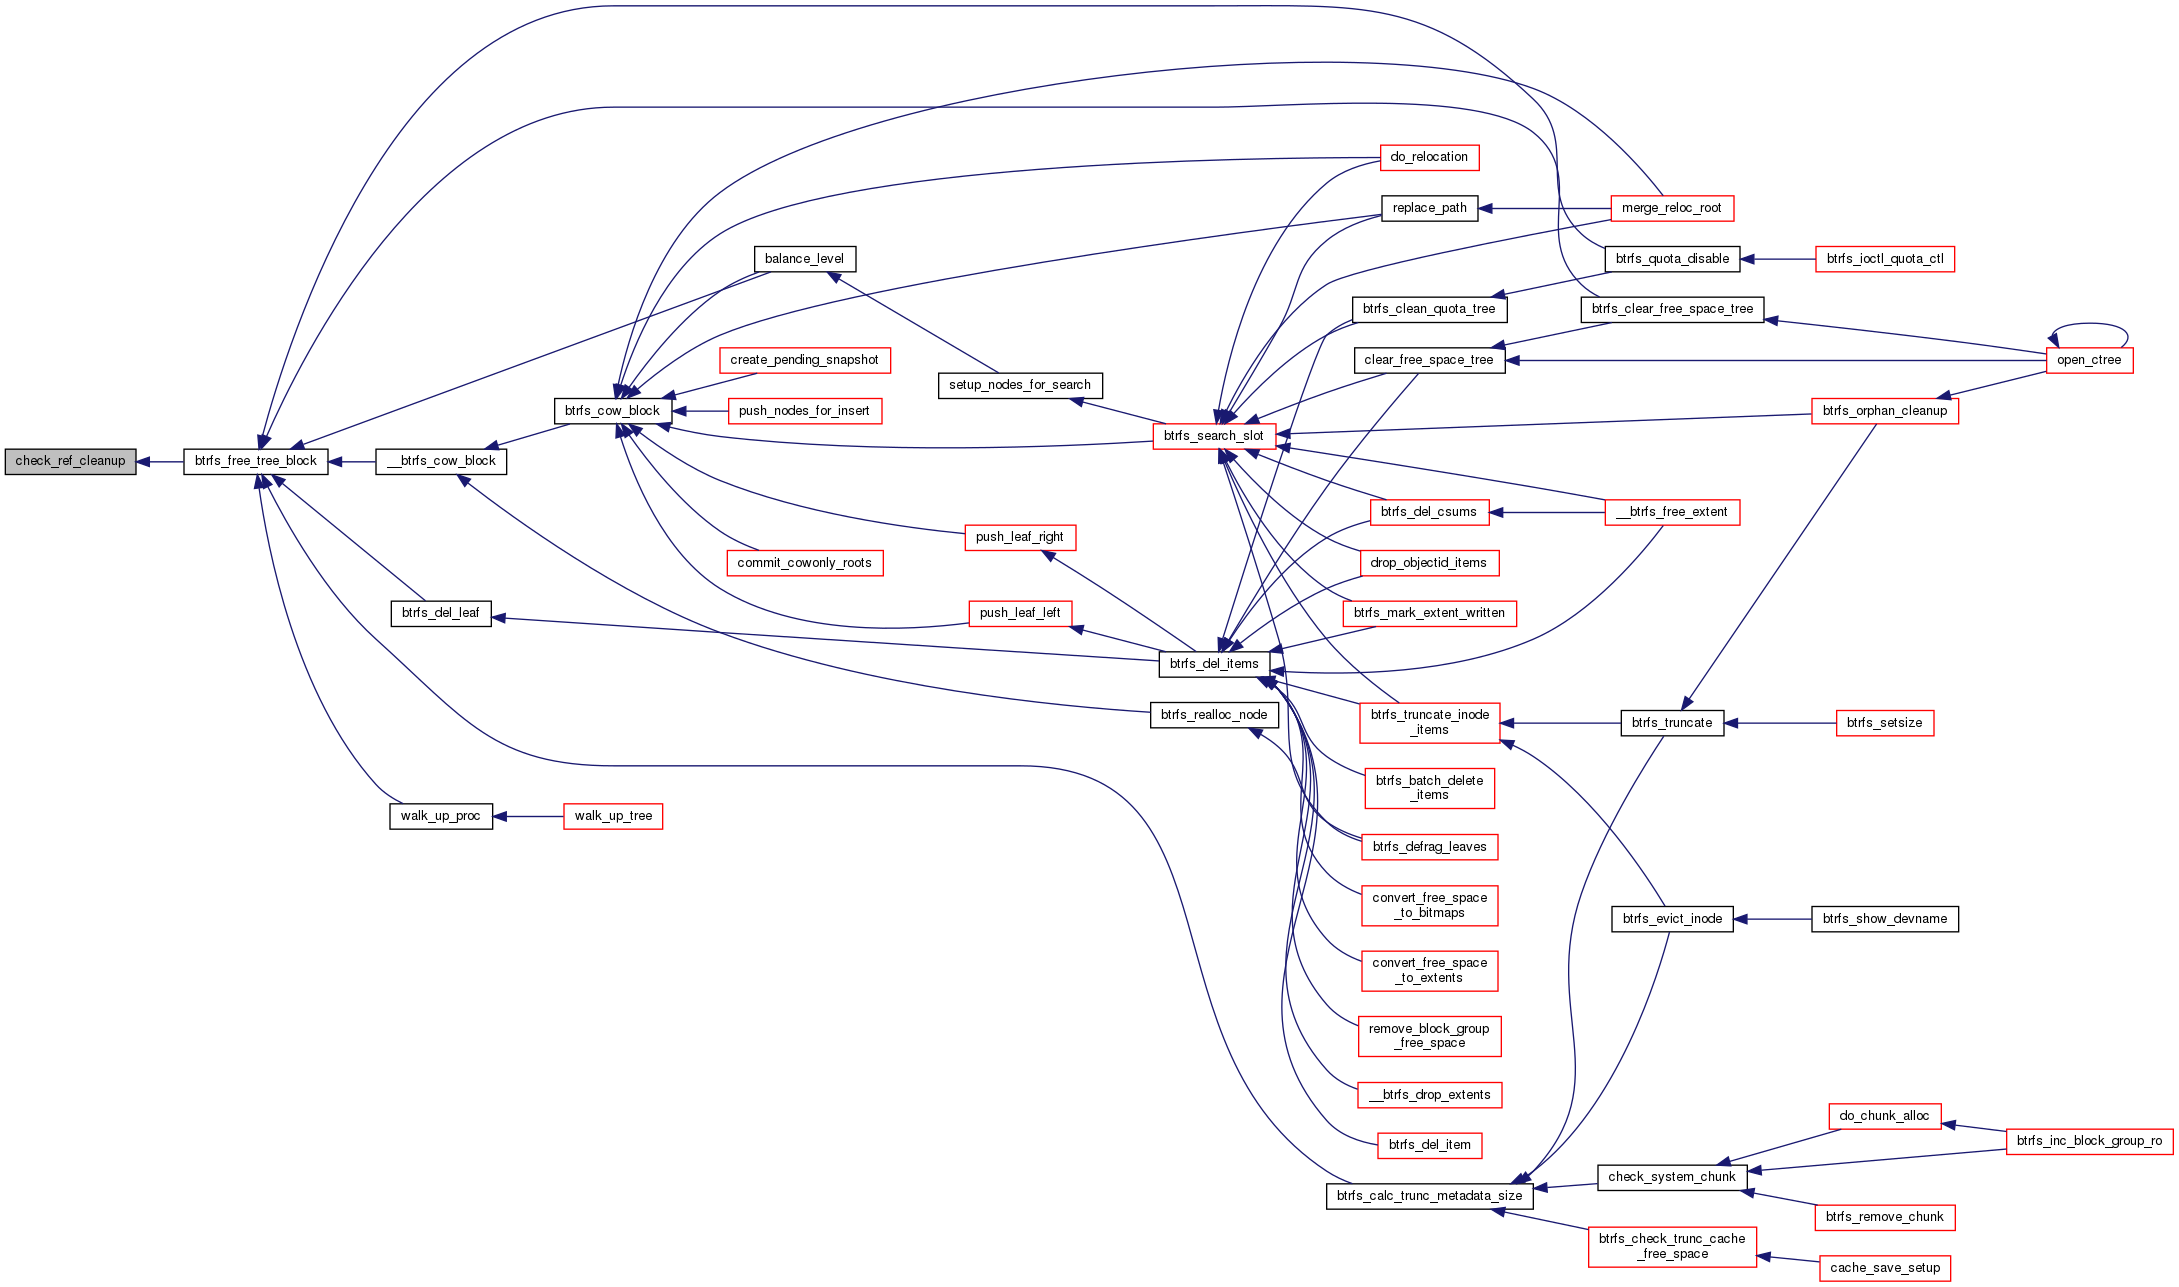 check_ref_cleanup
btrfs_free_tree_block
__btrfs_cow_block
btrfs_del_leaf
walk_up_proc
btrfs_cow_block
walk_up_tree
balance_level
create_pending_snapshot
push_nodes_for_insert
commit_cowonly_roots
setup_nodes_for_search
push_leaf_right
push_leaf_left
btrfs_search_slot
btrfs_del_items
btrfs_realloc_node
do_relocation
replace_path
btrfs_clean_quota_tree
clear_free_space_tree
btrfs_del_csums
drop_objectid_items
btrfs_mark_extent_written
btrfs_truncate_inode
_items
btrfs_batch_delete
_items
btrfs_defrag_leaves
convert_free_space
_to_bitmaps
convert_free_space
_to_extents
remove_block_group
_free_space
__btrfs_drop_extents
btrfs_del_item
btrfs_calc_trunc_metadata_size
merge_reloc_root
btrfs_quota_disable
btrfs_clear_free_space_tree
__btrfs_free_extent
btrfs_truncate
btrfs_evict_inode
check_system_chunk
btrfs_check_trunc_cache
_free_space
btrfs_ioctl_quota_ctl
btrfs_orphan_cleanup
btrfs_setsize
btrfs_show_devname
do_chunk_alloc
btrfs_remove_chunk
cache_save_setup
open_ctree
btrfs_inc_block_group_ro